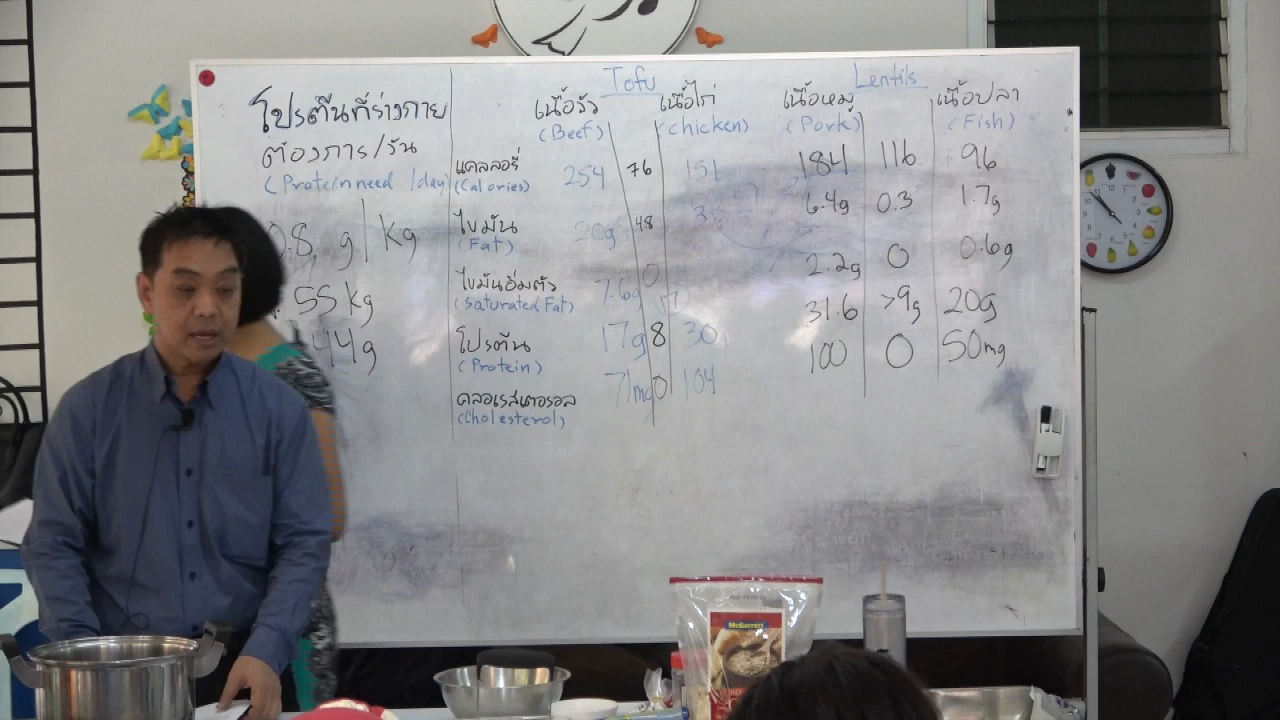 Tofu
Lentils
โปรตีนที่ร่างกาย
ต้องการ/วัน
(Protein need /day)
0.8 g/kg
55 kg
44g
เนื้อวัว เนื้อไก่ เนื้อหมู เนื้อปลา
(Beef) (chicken) (Pork) (Fish)
แคลลอรี่ 254 76 151 184 116 96
(Calories)
ไขมัน 20g 48 3. 6.4g 0.3 1.7g
(Fat)
ไขมันอิ่มตัว 7.6g 0 2.2g 0 0.6g
(Saturated Fat)
โปรตีน 17g 8 30 31.6 >9g 20g
(Protein)
คลอเรสเตอรอล 71mg 0 104 100 0 50mg
(Cholesterol)
McGarrett